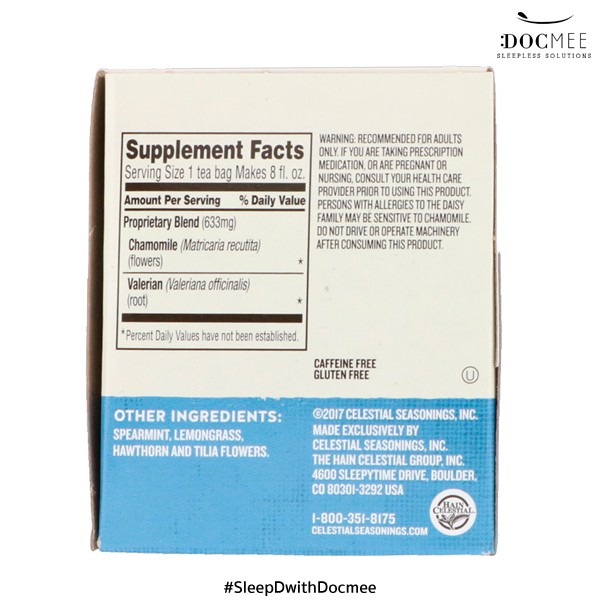 :DOCMEE
SLEEPLESS SOLUTIONS
Supplement Facts
Serving Size 1 tea bag Makes 8 fl. oz.
Amount Per Serving % Daily Value
Proprietary Blend (633mg)
Chamomile (Matricaria recutita)
(flowers) *
Valerian (Valeriana officinalis)
(root) *
*Percent Daily Values have not been established.
WARNING: RECOMMENDED FOR ADULTS
ONLY. IF YOU ARE TAKING PRESCRIPTION
MEDICATION, OR ARE PREGNANT OR
NURSING, CONSULT YOUR HEALTH CARE
PROVIDER PRIOR TO USING THIS PRODUCT.
PERSONS WITH ALLERGIES TO THE DAISY
FAMILY MAY BE SENSITIVE TO CHAMOMILE.
DO NOT DRIVE OR OPERATE MACHINERY
AFTER CONSUMING THIS PRODUCT.
CAFFEINE FREE
GLUTEN FREE
U
OTHER INGREDIENTS:
SPEARMINT, LEMONGRASS,
HAWTHORN AND TILIA FLOWERS.
©2017 CELESTIAL SEASONINGS, INC.
MADE EXCLUSIVELY BY
CELESTIAL SEASONINGS, INC.
THE HAIN CELESTIAL GROUP, INC.
4600 SLEEPYTIME DRIVE, BOULDER,
CO 80301-3292 USA
1-800-351-8175
CELESTIALSEASONINGS.COM
HAIN
CELESTIAL
#SleepDwithDocmee